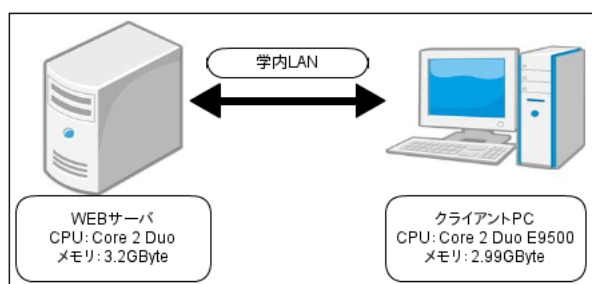 学内LAN
WEBサーバ
CPU：Core 2 Duo
メモリ：3.2GByte
クライアントPC
CPU：Core 2 Duo E9500
メモリ：2.99GByte